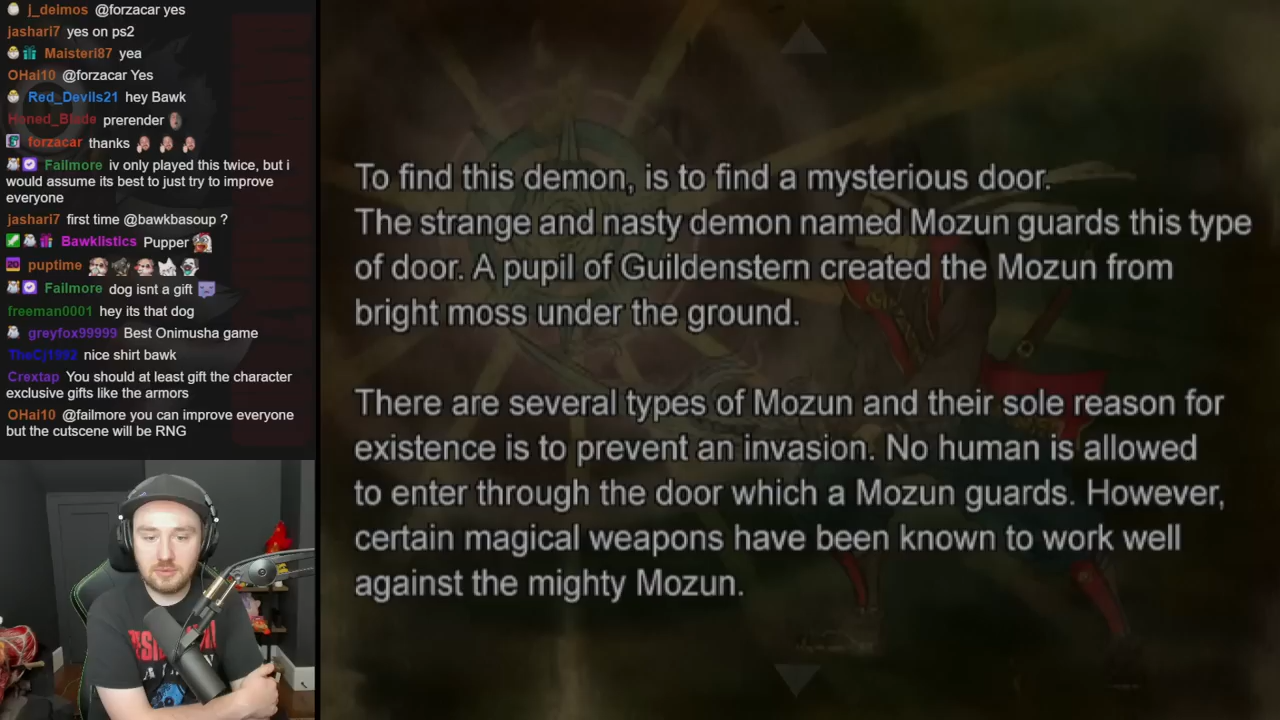 j_deimos @forzacar yes
jashari7 yes on ps2
Maisteri87 yea
OHai10 @forzacar Yes
Red_Devils21 hey Bawk
Honed_Blade prerender
forzacar thanks
Failmore iv only played this twice, but i
would assume its best to just try to improve
everyone
jashari7 first time @bawkbasoup ?
Bawklistics Pupper
puptime
Failmore dog isnt a gift
freeman0001 hey its that dog
greyfox99999 Best Onimusha game
TheCj1992 nice shirt bawk
Crextap You should at least gift the character
exclusive gifts like the armors
OHai10 @failmore you can improve everyone
but the cutscene will be RNG
To find this demon, is to find a mysterious door.
The strange and nasty demon named Mozun guards this type
of door. A pupil of Guildenstern created the Mozun from
bright moss under the ground.
There are several types of Mozun and their sole reason for
existence is to prevent an invasion. No human is allowed
to enter through the door which a Mozun guards. However,
certain magical weapons have been known to work well
against the mighty Mozun.